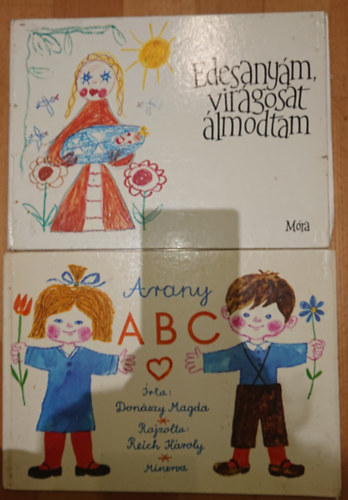 Édesanyám,
virágosat
álmodtam
Móra
Arany
ABC
Írta:
Donászy Magda
Rajzolta:
Reich Károly
Minerva